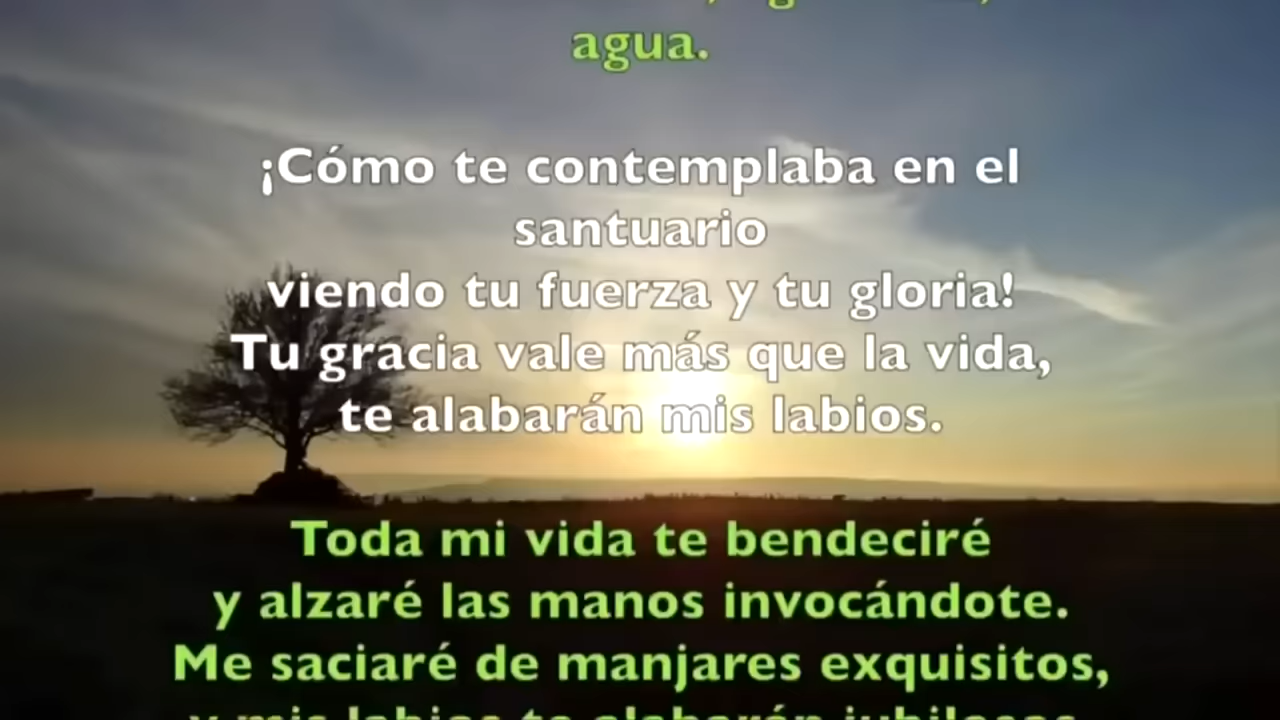 agua.
¡Cómo te contemplaba en el
santuario
viendo tu fuerza y tu gloria!
Tu gracia vale más que la vida,
te alabarán mis labios.
Toda mi vida te bendeciré
y alzaré las manos invocándote.
Me saciaré de manjares exquisitos,
y mis labios te alabarán jubilosos.